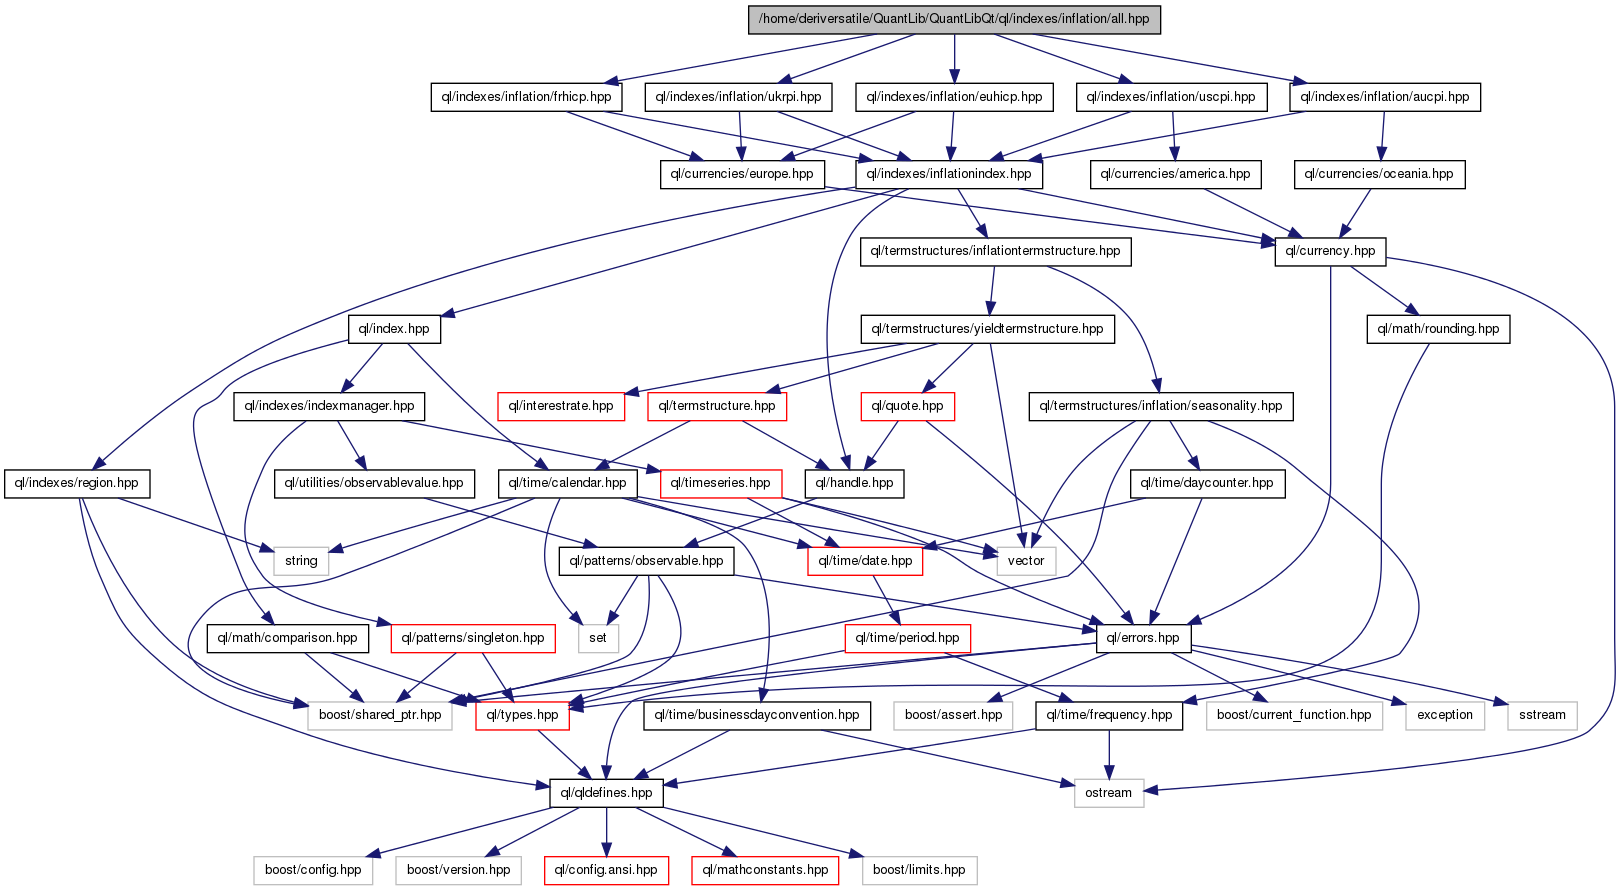 /home/deriversatile/QuantLib/QuantLibQt/ql/indexes/inflation/all.hpp
ql/indexes/inflation/frhicp.hpp
ql/indexes/inflation/ukrpi.hpp
ql/indexes/inflation/euhicp.hpp
ql/indexes/inflation/uscpi.hpp
ql/indexes/inflation/aucpi.hpp
ql/currencies/europe.hpp
ql/indexes/inflationindex.hpp
ql/currencies/america.hpp
ql/currencies/oceania.hpp
ql/termstructures/inflationtermstructure.hpp
ql/currency.hpp
ql/index.hpp
ql/termstructures/yieldtermstructure.hpp
ql/math/rounding.hpp
ql/indexes/indexmanager.hpp
ql/interestrate.hpp
ql/termstructure.hpp
ql/quote.hpp
ql/termstructures/inflation/seasonality.hpp
ql/indexes/region.hpp
ql/utilities/observablevalue.hpp
ql/time/calendar.hpp
ql/timeseries.hpp
ql/handle.hpp
ql/time/daycounter.hpp
string
ql/patterns/observable.hpp
ql/time/date.hpp
vector
ql/math/comparison.hpp
ql/patterns/singleton.hpp
set
ql/time/period.hpp
ql/errors.hpp
boost/shared_ptr.hpp
ql/types.hpp
ql/time/businessdayconvention.hpp
boost/assert.hpp
ql/time/frequency.hpp
boost/current_function.hpp
exception
sstream
ql/qldefines.hpp
ostream
boost/config.hpp
boost/version.hpp
ql/config.ansi.hpp
ql/mathconstants.hpp
boost/limits.hpp